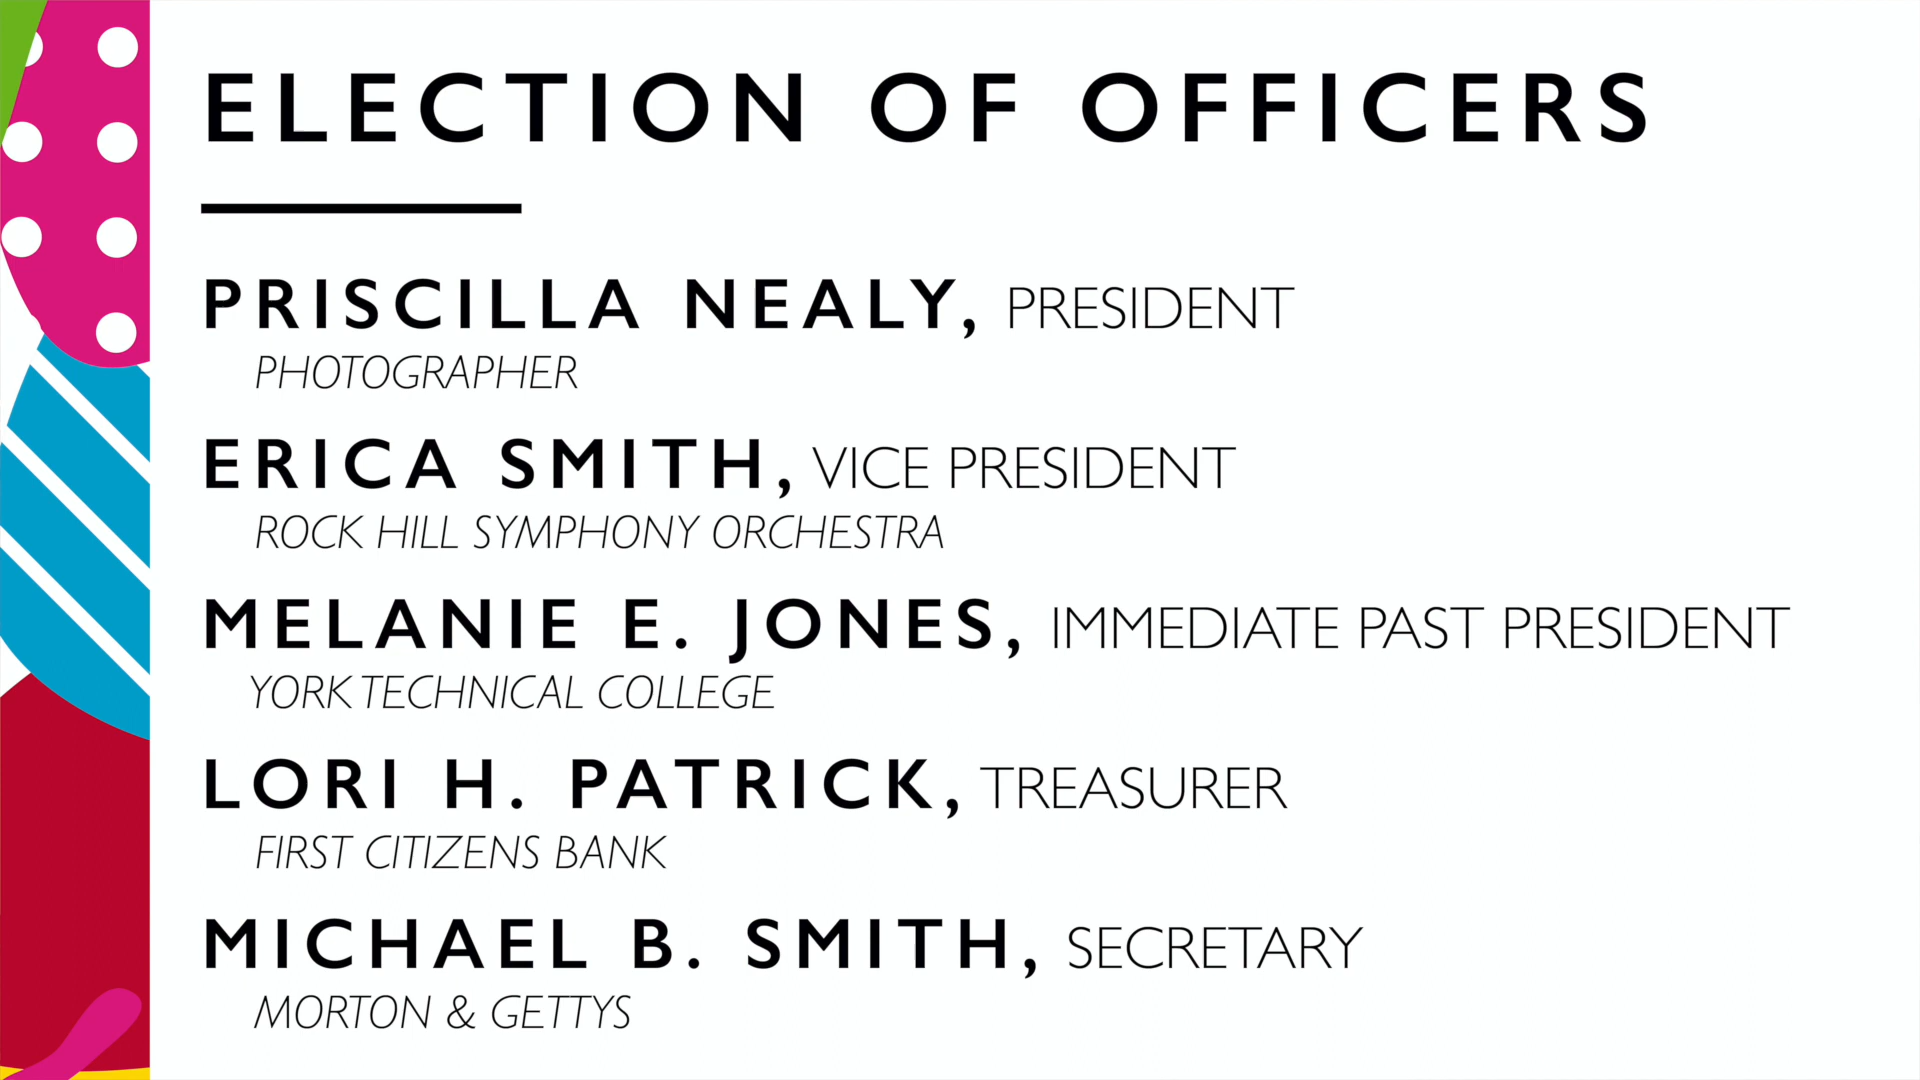 ELECTION OF OFFICERS
PRISCILLA NEALY, PRESIDENT
PHOTOGRAPHER
ERICA SMITH, VICE PRESIDENT
ROCK HILL SYMPHONY ORCHESTRA
MELANIE E. JONES, IMMEDIATE PAST PRESIDENT
YORK TECHNICAL COLLEGE
LORI H. PATRICK, TREASURER
FIRST CITIZENS BANK
MICHAEL B. SMITH, SECRETARY
MORTON & GETTYS